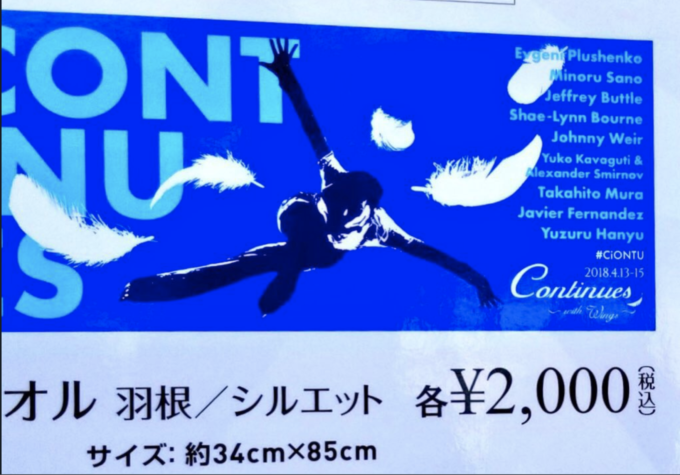 CONT
NU
ES
Evgeni Plushenko
Minoru Sano
Jeffrey Buttle
Shae-Lynn Bourne
Johnny Weir
Yuko Kavaguti &
Alexander Smirnov
Takahito Mura
Javier Fernandez
Yuzuru Hanyu
#CiONTU
2018.4.13-15
Continues
~with Wings~
オル 羽根/シルエット 各¥2,000(税込)
サイズ: 約34cm×85cm